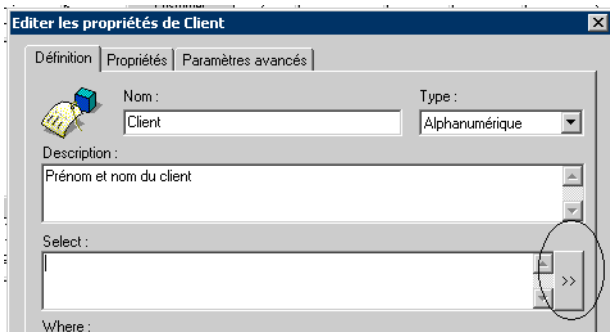 Editer les propriétés de Client
Définition Propriétés Paramètres avancés
Nom : Type :
Client Alphanumérique
Description :
Prénom et nom du client
Select :
>>
Where :